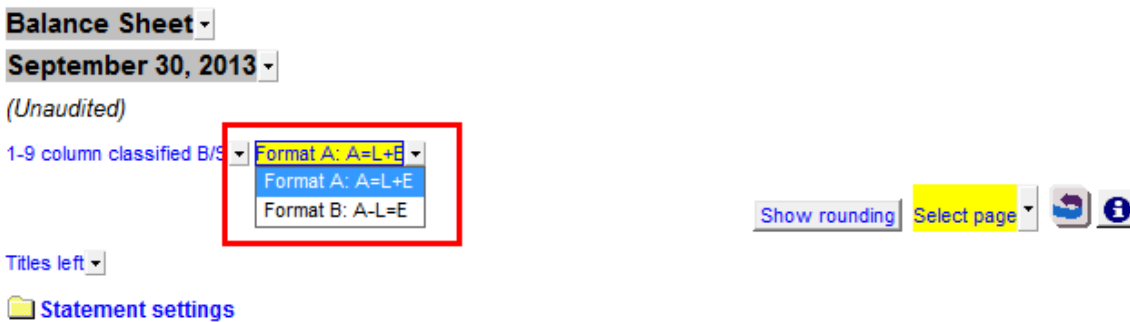 Balance Sheet
September 30, 2013
(Unaudited)
1-9 column classified B/S Format A: A=L+E
Format A: A=L+E
Format B: A-L=E
Show rounding Select page
Titles left
Statement settings